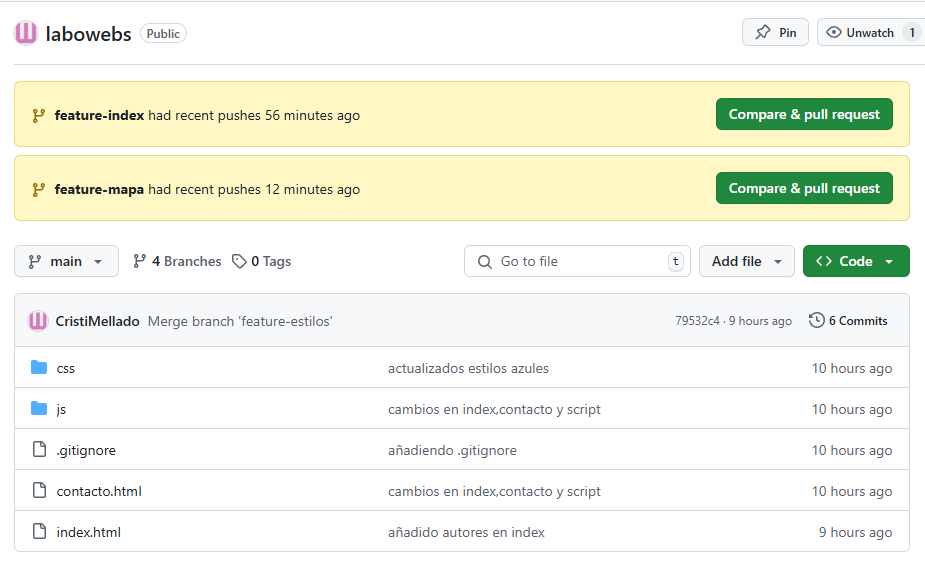 labowebs Public Pin Unwatch 1
feature-index had recent pushes 56 minutes ago Compare & pull request
feature-mapa had recent pushes 12 minutes ago Compare & pull request
main 4 Branches 0 Tags Go to file t Add file Code
CristiMellado Merge branch 'feature-estilos' 79532c4 · 9 hours ago 6 Commits
css actualizados estilos azules 10 hours ago
js cambios en index,contacto y script 10 hours ago
.gitignore añadiendo .gitignore 10 hours ago
contacto.html cambios en index,contacto y script 10 hours ago
index.html añadido autores en index 9 hours ago